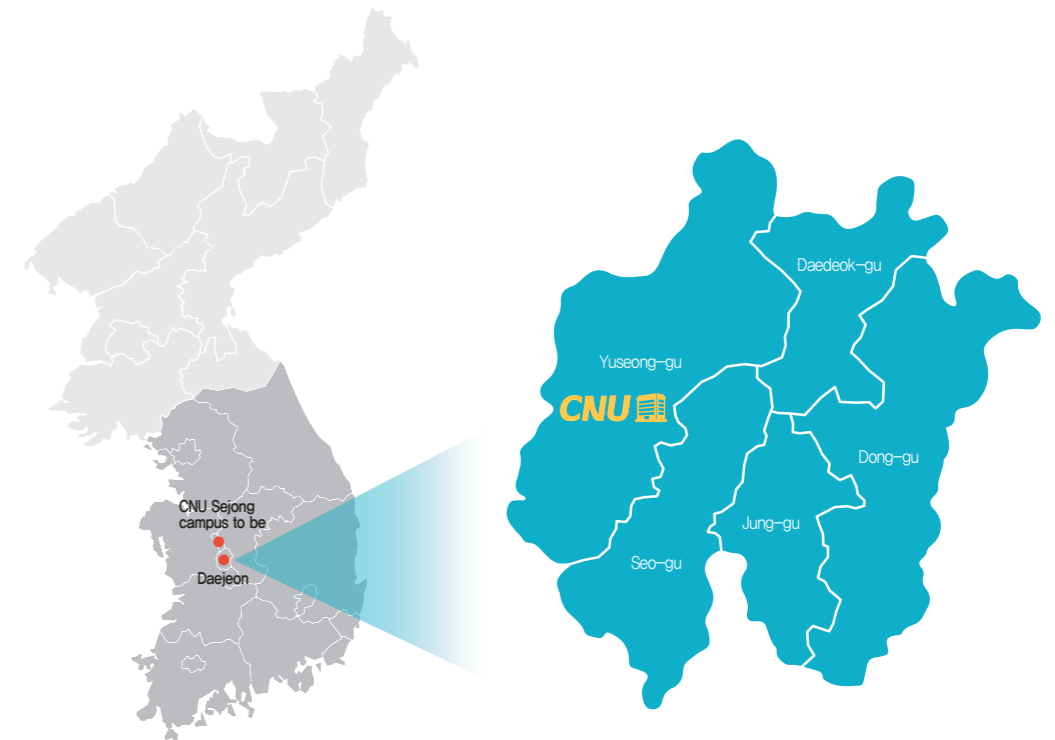 CNU Sejong
campus to be
Daejeon
Daedeok-gu
Yuseong-gu
CNU
Dong-gu
Jung-gu
Seo-gu